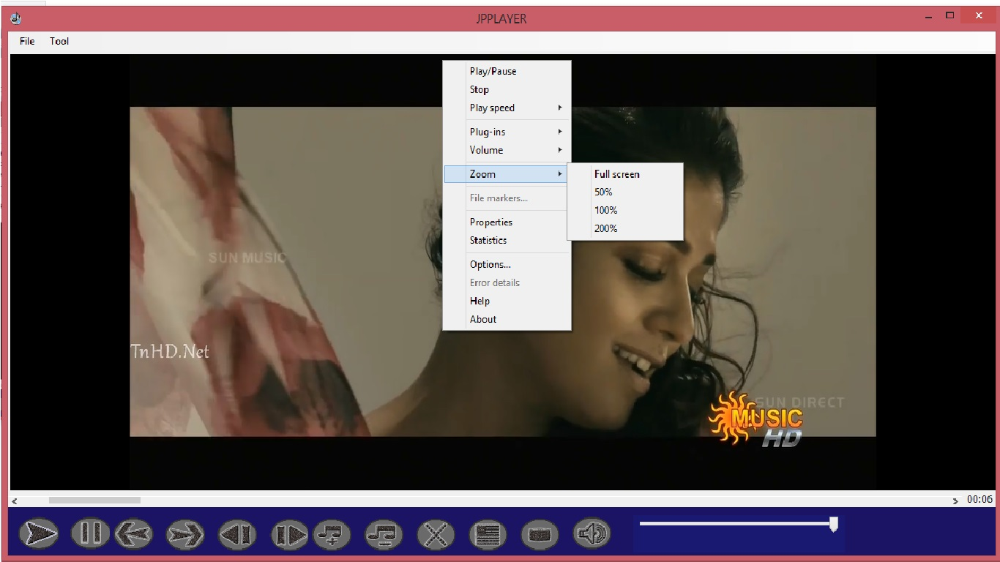 JPPLAYER
File Tool
Play/Pause
Stop
Play speed
Plug-ins
Volume
Zoom
Full screen
50%
100%
200%
File markers...
Properties
Statistics
Options...
Error details
Help
About
SUN MUSIC
TnHD.Net
SUN DIRECT
MUSIC
HD
00:06